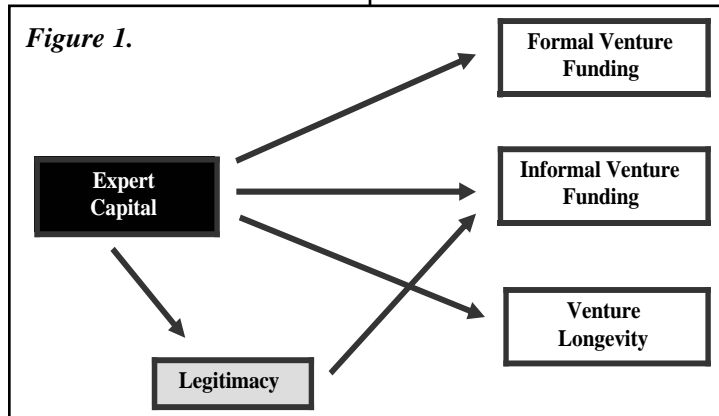 Figure 1.
Formal Venture
Funding
Expert
Capital
Informal Venture
Funding
Venture
Longevity
Legitimacy